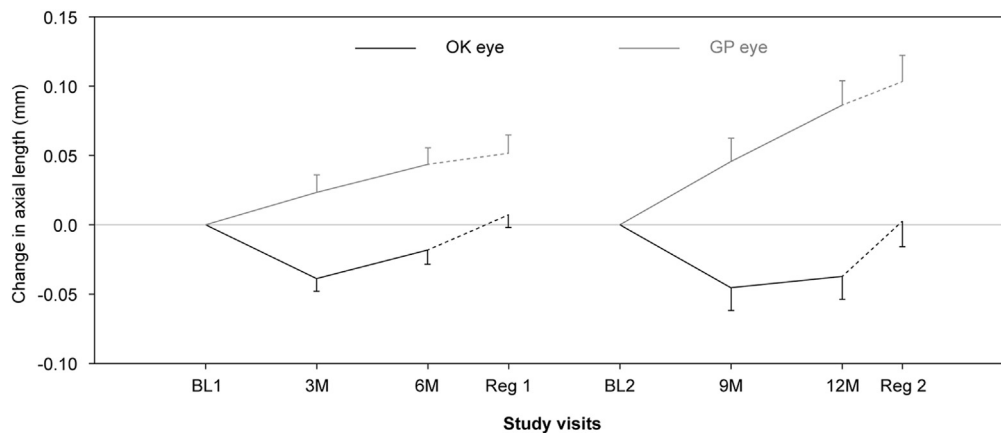 0.15
OK eye
GP eye
0.10
0.05
0.0
-0.05
-0.10
Change in axial length (mm)
BL1 3M 6M Reg 1 BL2 9M 12M Reg 2
Study visits